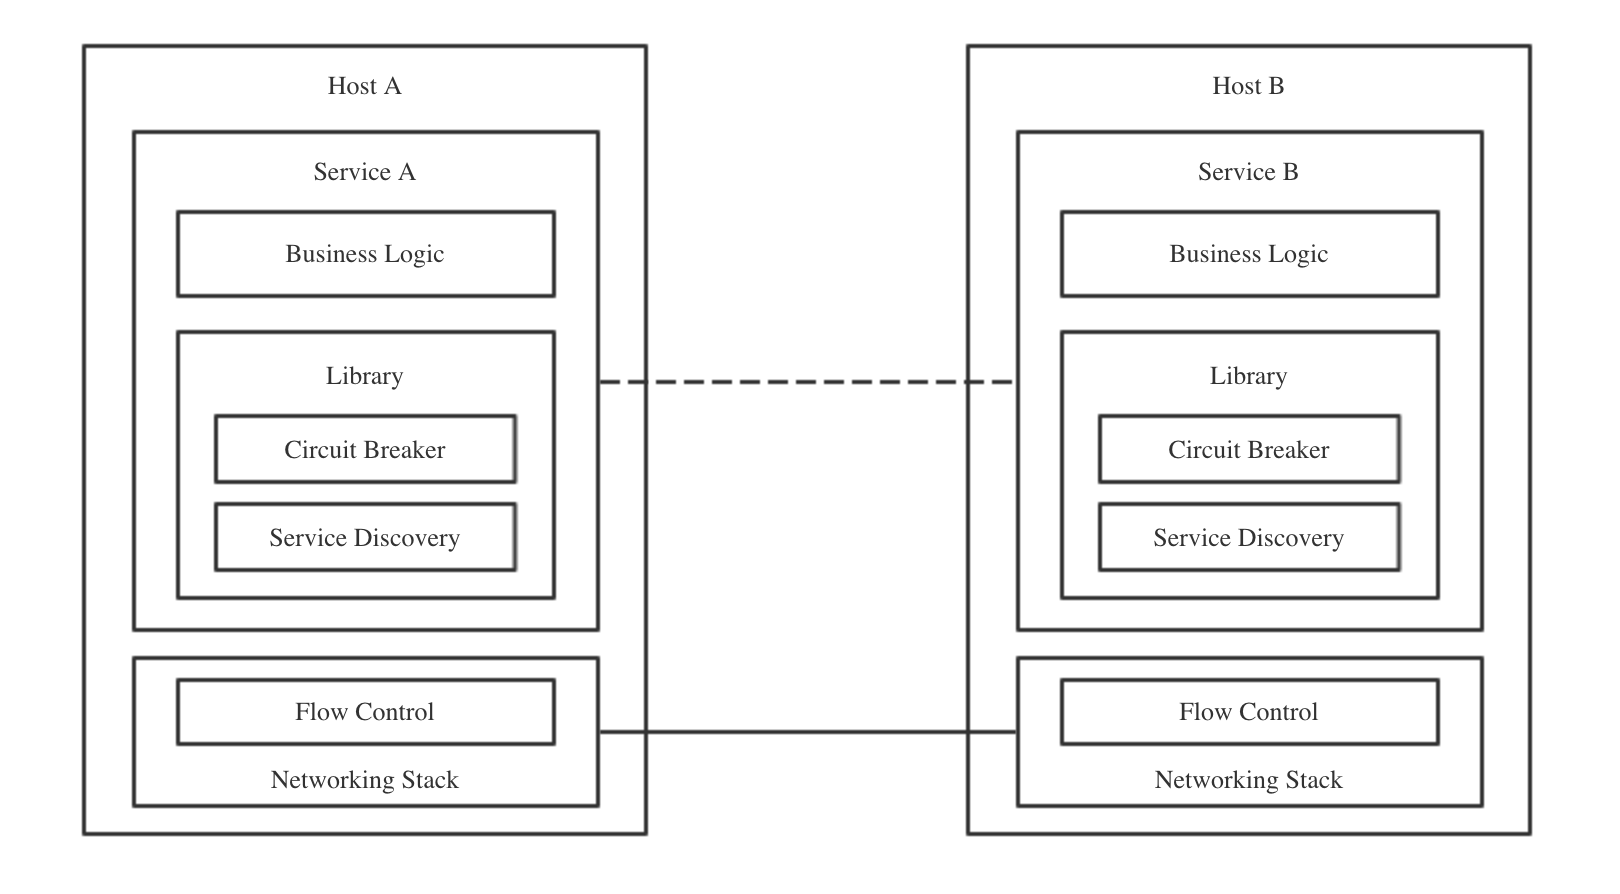 Host A
Service A
Business Logic
Library
Circuit Breaker
Service Discovery
Flow Control
Networking Stack
Host B
Service B
Business Logic
Library
Circuit Breaker
Service Discovery
Flow Control
Networking Stack